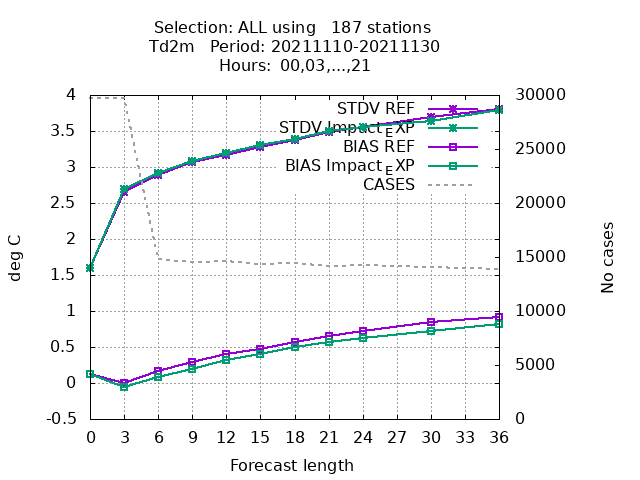 Selection: ALL using   187 stations
Td2m   Period: 20211110-20211130
Hours:  00,03,...,21
4
3.5
3
2.5
2
1.5
1
0.5
0
-0.5
30000
25000
20000
15000
10000
5000
0
STDV REF
STDV Impact_EXP
BIAS REF
BIAS Impact_EXP
CASES
deg C
No cases
0 3 6 9 12 15 18 21 24 27 30 33 36
Forecast length